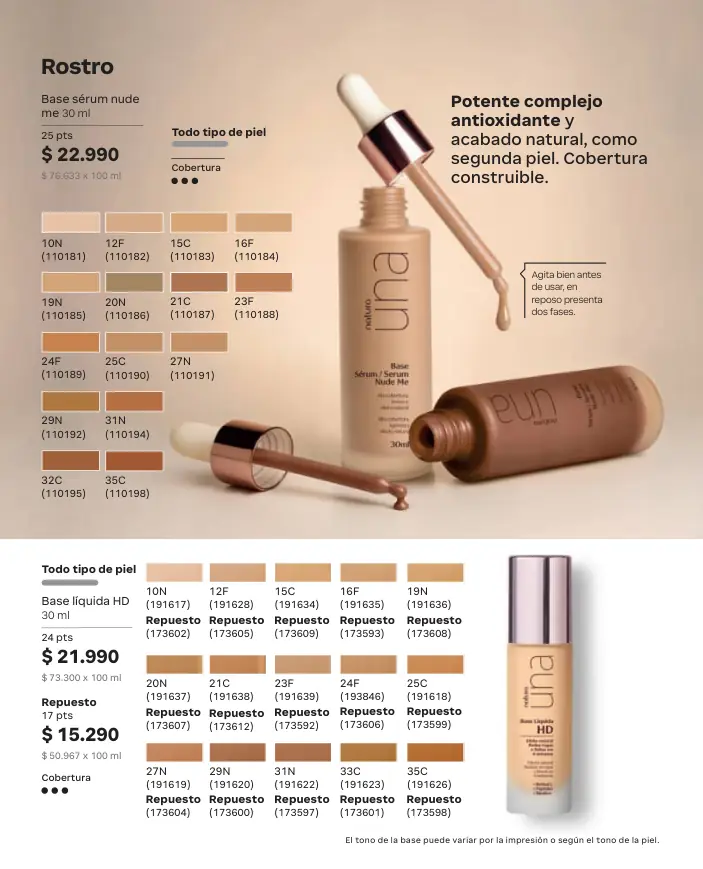 Rostro
Base sérum nude
me 30 ml
25 pts
$ 22.990
$ 76.633 x 100 ml
Todo tipo de piel
Cobertura
Potente complejo
antioxidante y
acabado natural, como
segunda piel. Cobertura
construible.
10N
(110181)
12F
(110182)
15C
(110183)
16F
(110184)
19N
(110185)
20N
(110186)
21C
(110187)
23F
(110188)
24F
(110189)
25C
(110190)
27N
(110191)
29N
(110192)
31N
(110194)
32C
(110195)
35C
(110198)
Agita bien antes
de usar, en
reposo presenta
dos fases.
natura
una
Base
Sérum / Serum
Nude Me
30ml
una
Todo tipo de piel
Base líquida HD
30 ml
24 pts
$ 21.990
$ 73.300 x 100 ml
Repuesto
17 pts
$ 15.290
$ 50.967 x 100 ml
Cobertura
10N
(191617)
Repuesto
(173602)
12F
(191628)
Repuesto
(173605)
15C
(191634)
Repuesto
(173609)
16F
(191635)
Repuesto
(173593)
19N
(191636)
Repuesto
(173608)
20N
(191637)
Repuesto
(173607)
21C
(191638)
Repuesto
(173612)
23F
(191639)
Repuesto
(173592)
24F
(193846)
Repuesto
(173606)
25C
(191618)
Repuesto
(173599)
27N
(191619)
Repuesto
(173604)
29N
(191620)
Repuesto
(173600)
31N
(191622)
Repuesto
(173597)
33C
(191623)
Repuesto
(173601)
35C
(191626)
Repuesto
(173598)
natura
una
Base Líquida
HD
El tono de la base puede variar por la impresión o según el tono de la piel.